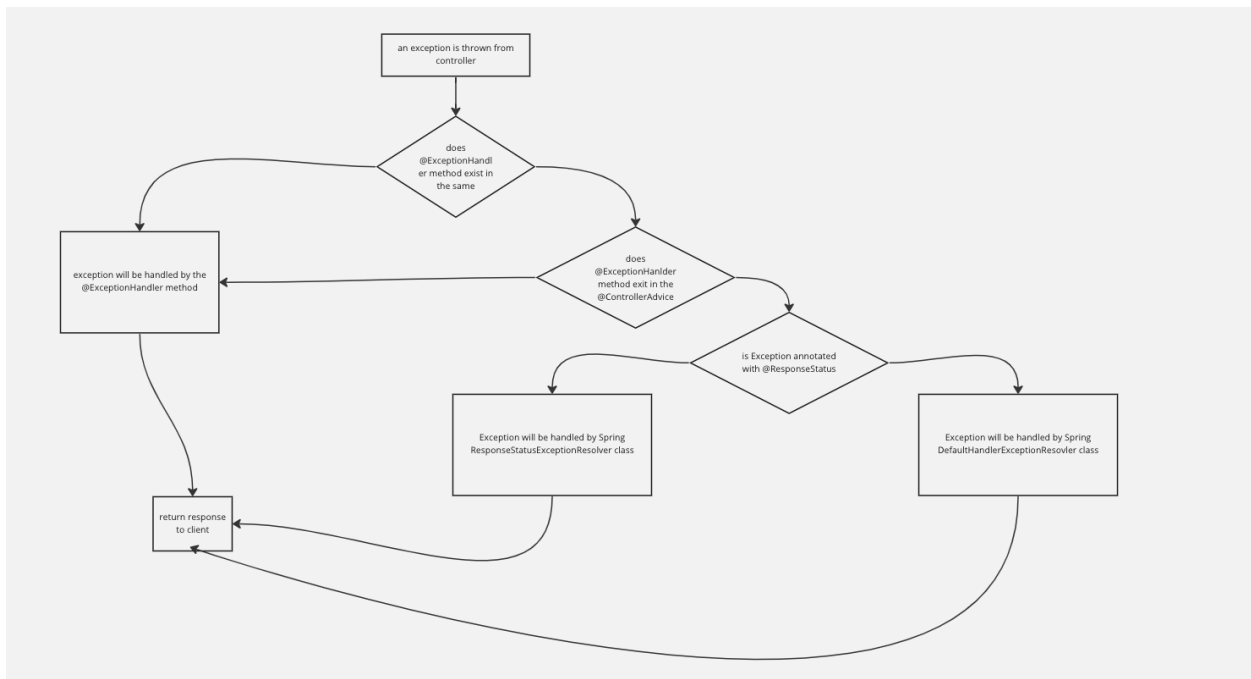 an exception is thrown from
controller
does
@ExceptionHandl
er method exist in
the same
does
@ExceptionHanlder
method exit in the
@ControllerAdvice
exception will be handled by the
@ExceptionHandler method
is Exception annotated
with @ResponseStatus
Exception will be handled by Spring
ResponseStatusExceptionResolver class
Exception will be handled by Spring
DefaultHandlerExceptionResovler class
return response
to client